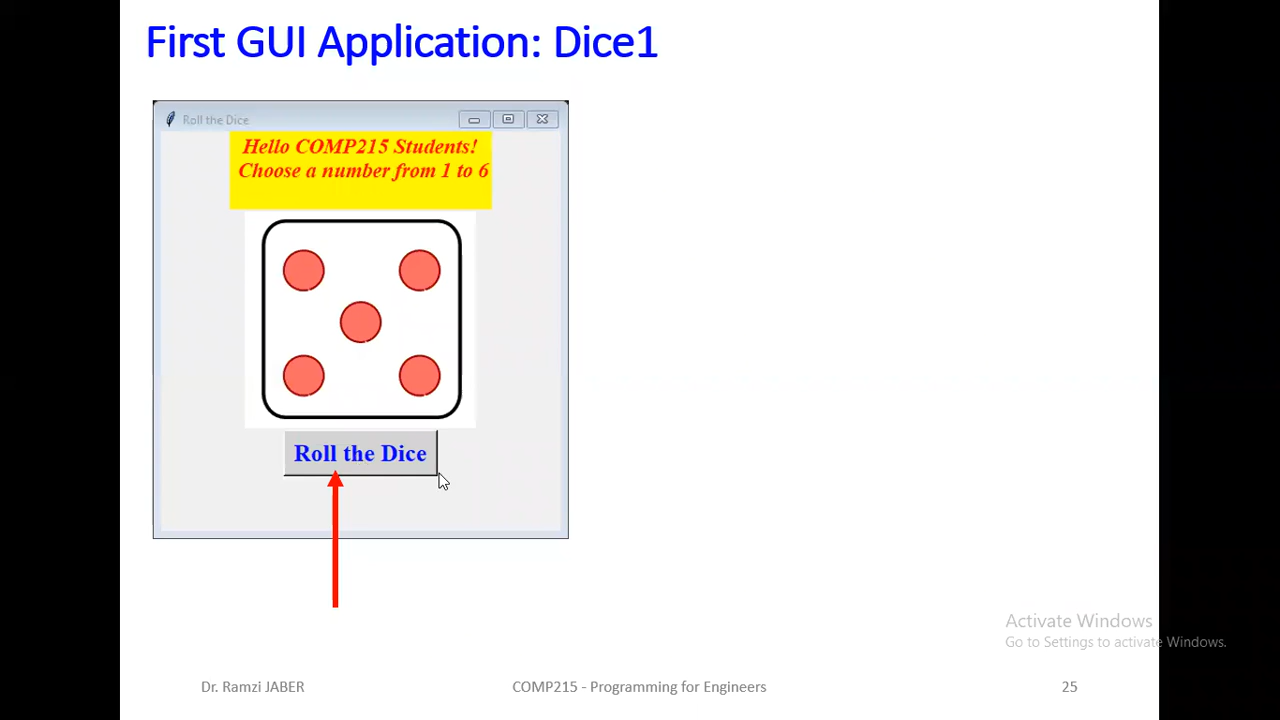 First GUI Application: Dice1
Roll the Dice
Hello COMP215 Students!
Choose a number from 1 to 6
Roll the Dice
Activate Windows
Go to Settings to activate Windows.
Dr. Ramzi JABER
COMP215 - Programming for Engineers
25